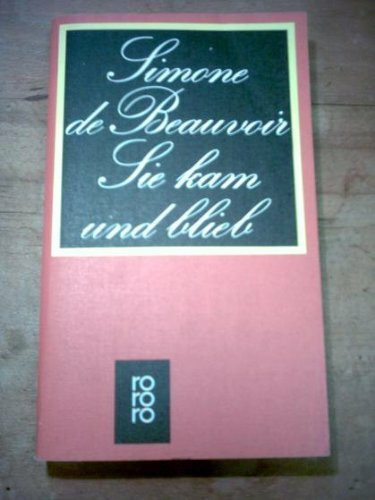 Simone
de Beauvoir
Sie kam
und blieb
ro
ro
ro